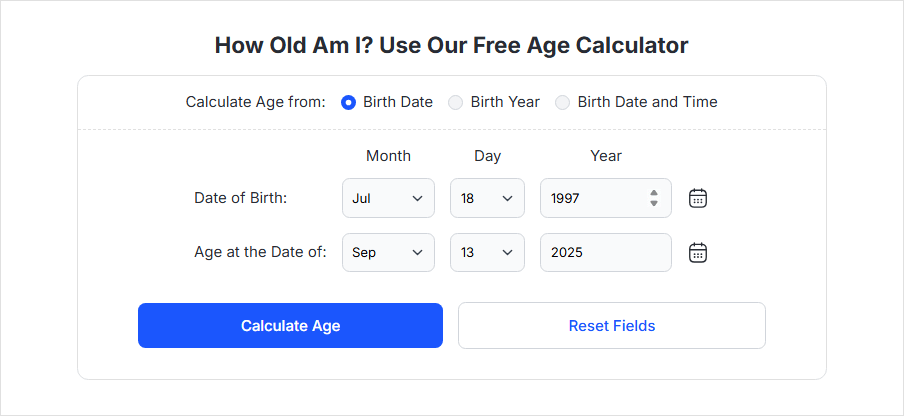 How Old Am I? Use Our Free Age Calculator
Calculate Age from: Birth Date Birth Year Birth Date and Time
Month Day Year
Date of Birth: Jul 18 1997
Age at the Date of: Sep 13 2025
Calculate Age Reset Fields